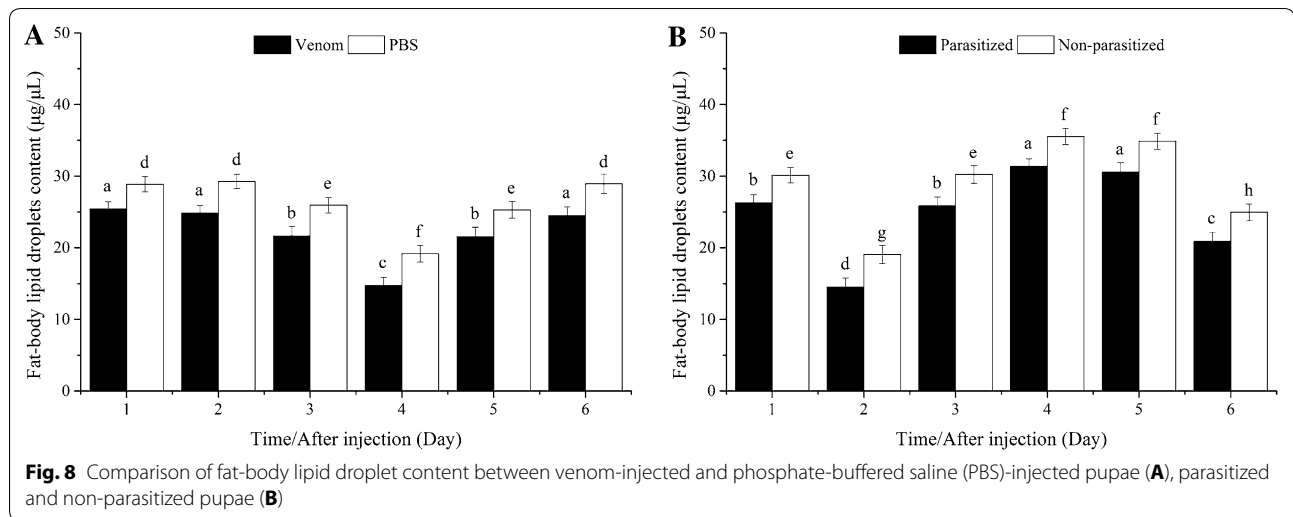 A
Venom PBS
50
40
30
20
10
0
Fat-body lipid droplets content (μg/μL)
a d a d b e c f b e a d
1 2 3 4 5 6
Time/After injection (Day)
B
Parasitized Non-parasitized
50
40
30
20
10
0
Fat-body lipid droplets content (μg/μL)
b e d g b e a f a f c h
1 2 3 4 5 6
Time/After injection (Day)
Fig. 8 Comparison of fat-body lipid droplet content between venom-injected and phosphate-buffered saline (PBS)-injected pupae (A), parasitized
and non-parasitized pupae (B)